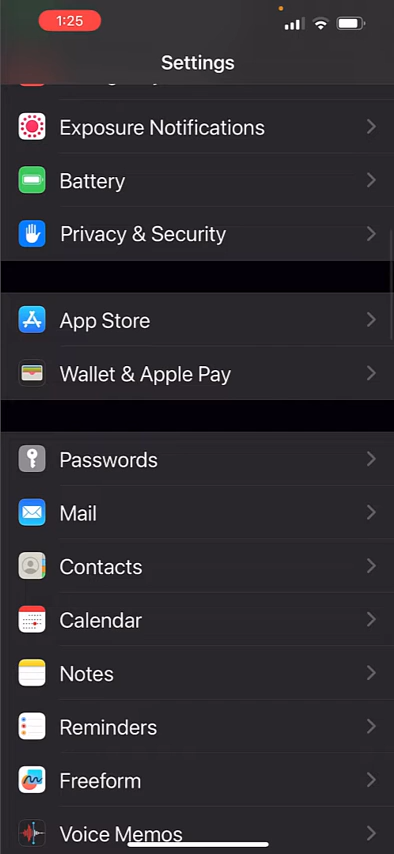 1:25
Settings
Exposure Notifications
Battery
Privacy & Security
App Store
Wallet & Apple Pay
Passwords
Mail
Contacts
Calendar
Notes
Reminders
Freeform
Voice Memos